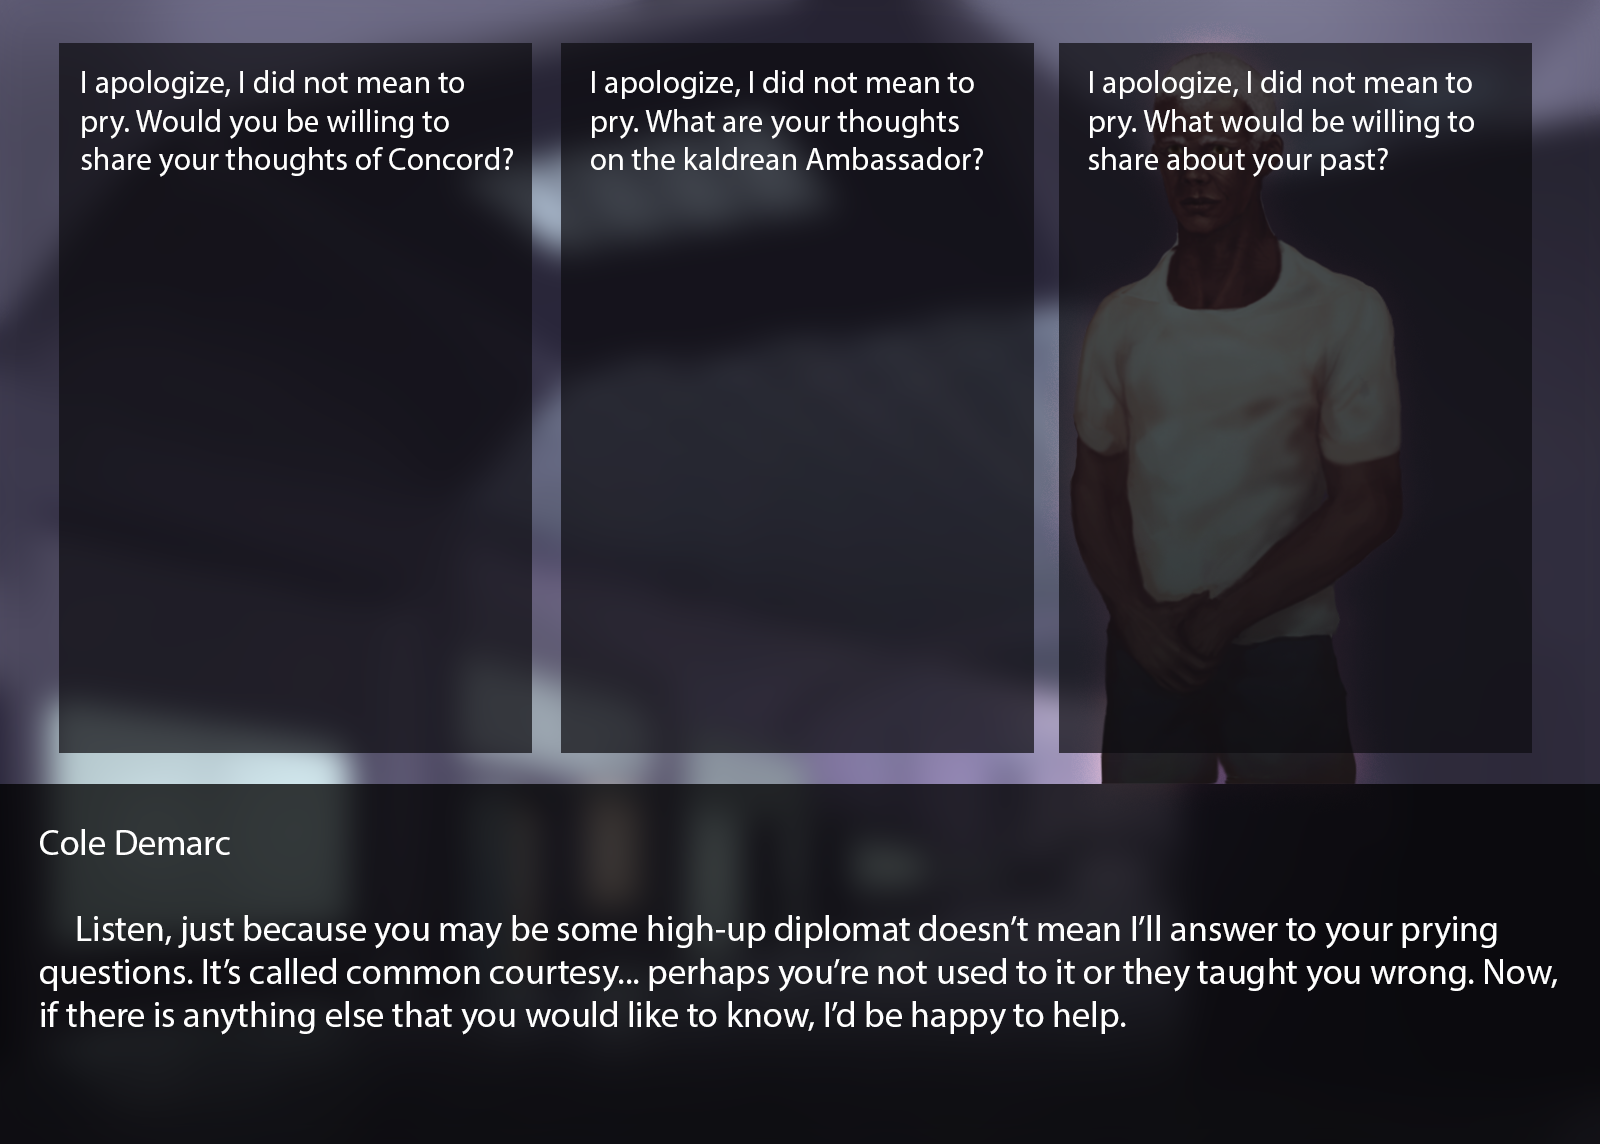 I apologize, I did not mean to
pry. Would you be willing to
share your thoughts of Concord?
I apologize, I did not mean to
pry. What are your thoughts
on the kaldrean Ambassador?
I apologize, I did not mean to
pry. What would be willing to
share about your past?
Cole Demarc
Listen, just because you may be some high-up diplomat doesn’t mean I’ll answer to your prying
questions. It’s called common courtesy... perhaps you’re not used to it or they taught you wrong. Now,
if there is anything else that you would like to know, I’d be happy to help.